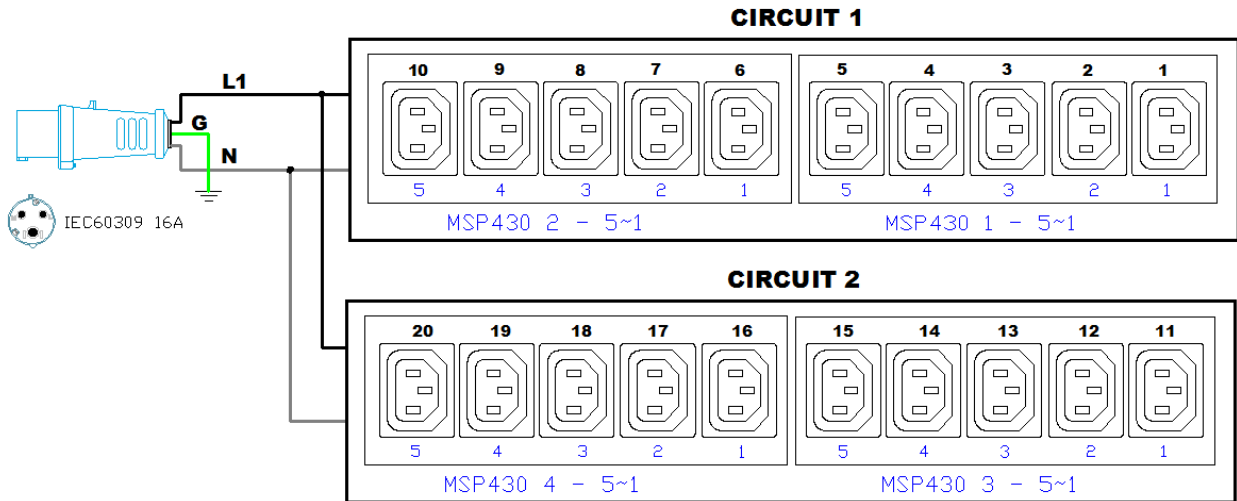 CIRCUIT 1
L1
G
N
IEC60309 16A
10 9 8 7 6 5 4 3 2 1
5 4 3 2 1 5 4 3 2 1
MSP430 2 - 5~1 MSP430 1 - 5~1
CIRCUIT 2
20 19 18 17 16 15 14 13 12 11
5 4 3 2 1 5 4 3 2 1
MSP430 4 - 5~1 MSP430 3 - 5~1